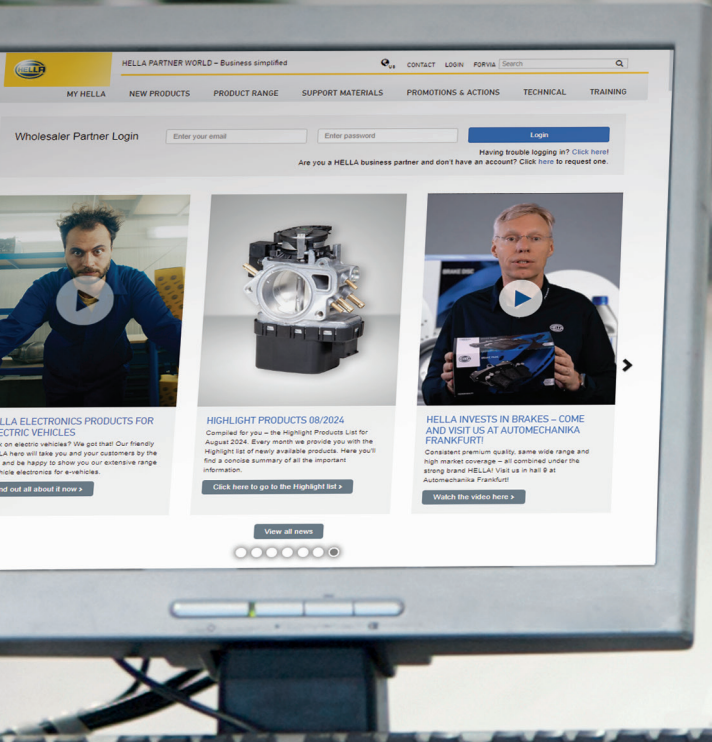 HELLA
HELLA PARTNER WORLD – Business simplified
US
CONTACT LOGIN FORVIA Search
MY HELLA NEW PRODUCTS PRODUCT RANGE SUPPORT MATERIALS PROMOTIONS & ACTIONS TECHNICAL TRAINING
Wholesaler Partner Login Enter your email Enter password Login
Having trouble logging in? Click here!
Are you a HELLA business partner and don't have an account? Click here to request one.
BRAKE DISC
HELLA
LLA ELECTRONICS PRODUCTS FOR
ECTRIC VEHICLES
k on electric vehicles? We got that! Our friendly
LA hero will take you and your customers by the
and be happy to show you our extensive range
hicle electronics for e-vehicles.
nd out all about it now >
HIGHLIGHT PRODUCTS 08/2024
Compiled for you – the Highlight Products List for
August 2024. Every month we provide you with the
Highlight list of newly available products. Here you'll
find a concise summary of all the important
information.
Click here to go to the Highlight list >
HELLA INVESTS IN BRAKES – COME
AND VISIT US AT AUTOMECHANIKA
FRANKFURT!
Consistent premium quality, same wide range and
high market coverage – all combined under the
strong brand HELLA! Visit us in hall 9 at
Automechanika Frankfurt!
Watch the video here >
View all news